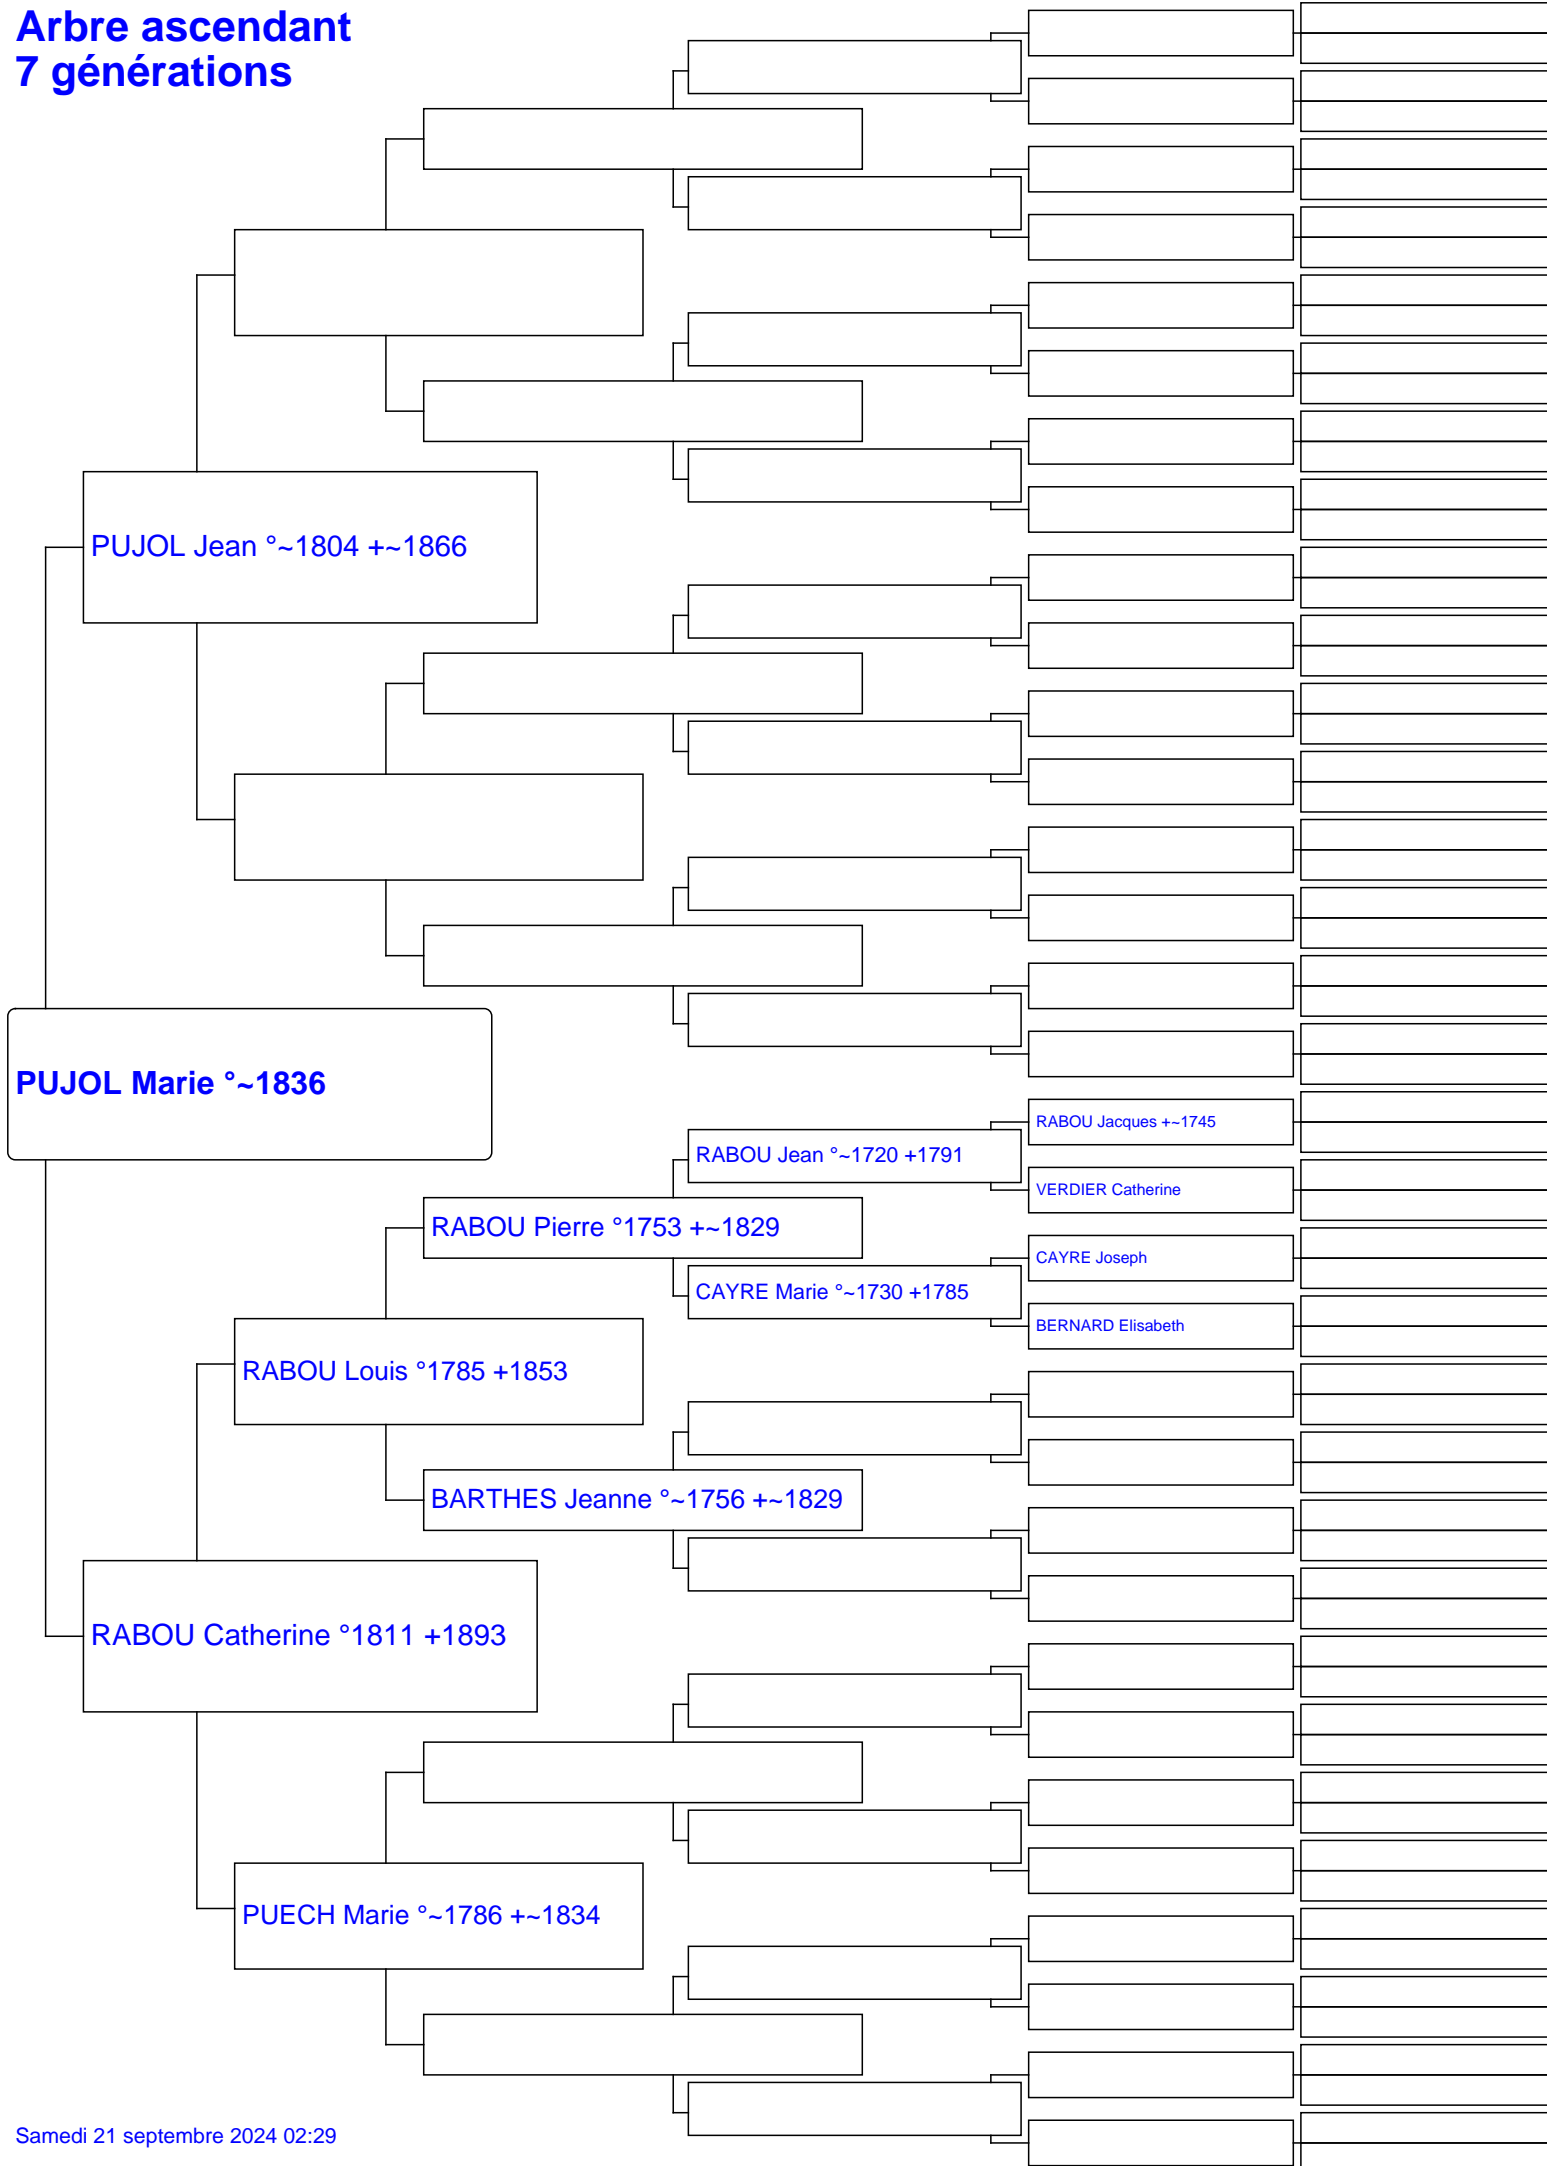 Arbre ascendant
7 générations
PUJOL Jean °~1804 +~1866
PUJOL Marie °~1836
RABOU Jacques +~1745
RABOU Jean °~1720 +1791
VERDIER Catherine
RABOU Pierre °1753 +~1829
CAYRE Joseph
CAYRE Marie °~1730 +1785
BERNARD Elisabeth
RABOU Louis °1785 +1853
BARTHES Jeanne °~1756 +~1829
RABOU Catherine °1811 +1893
PUECH Marie °~1786 +~1834
Samedi 21 septembre 2024 02:29